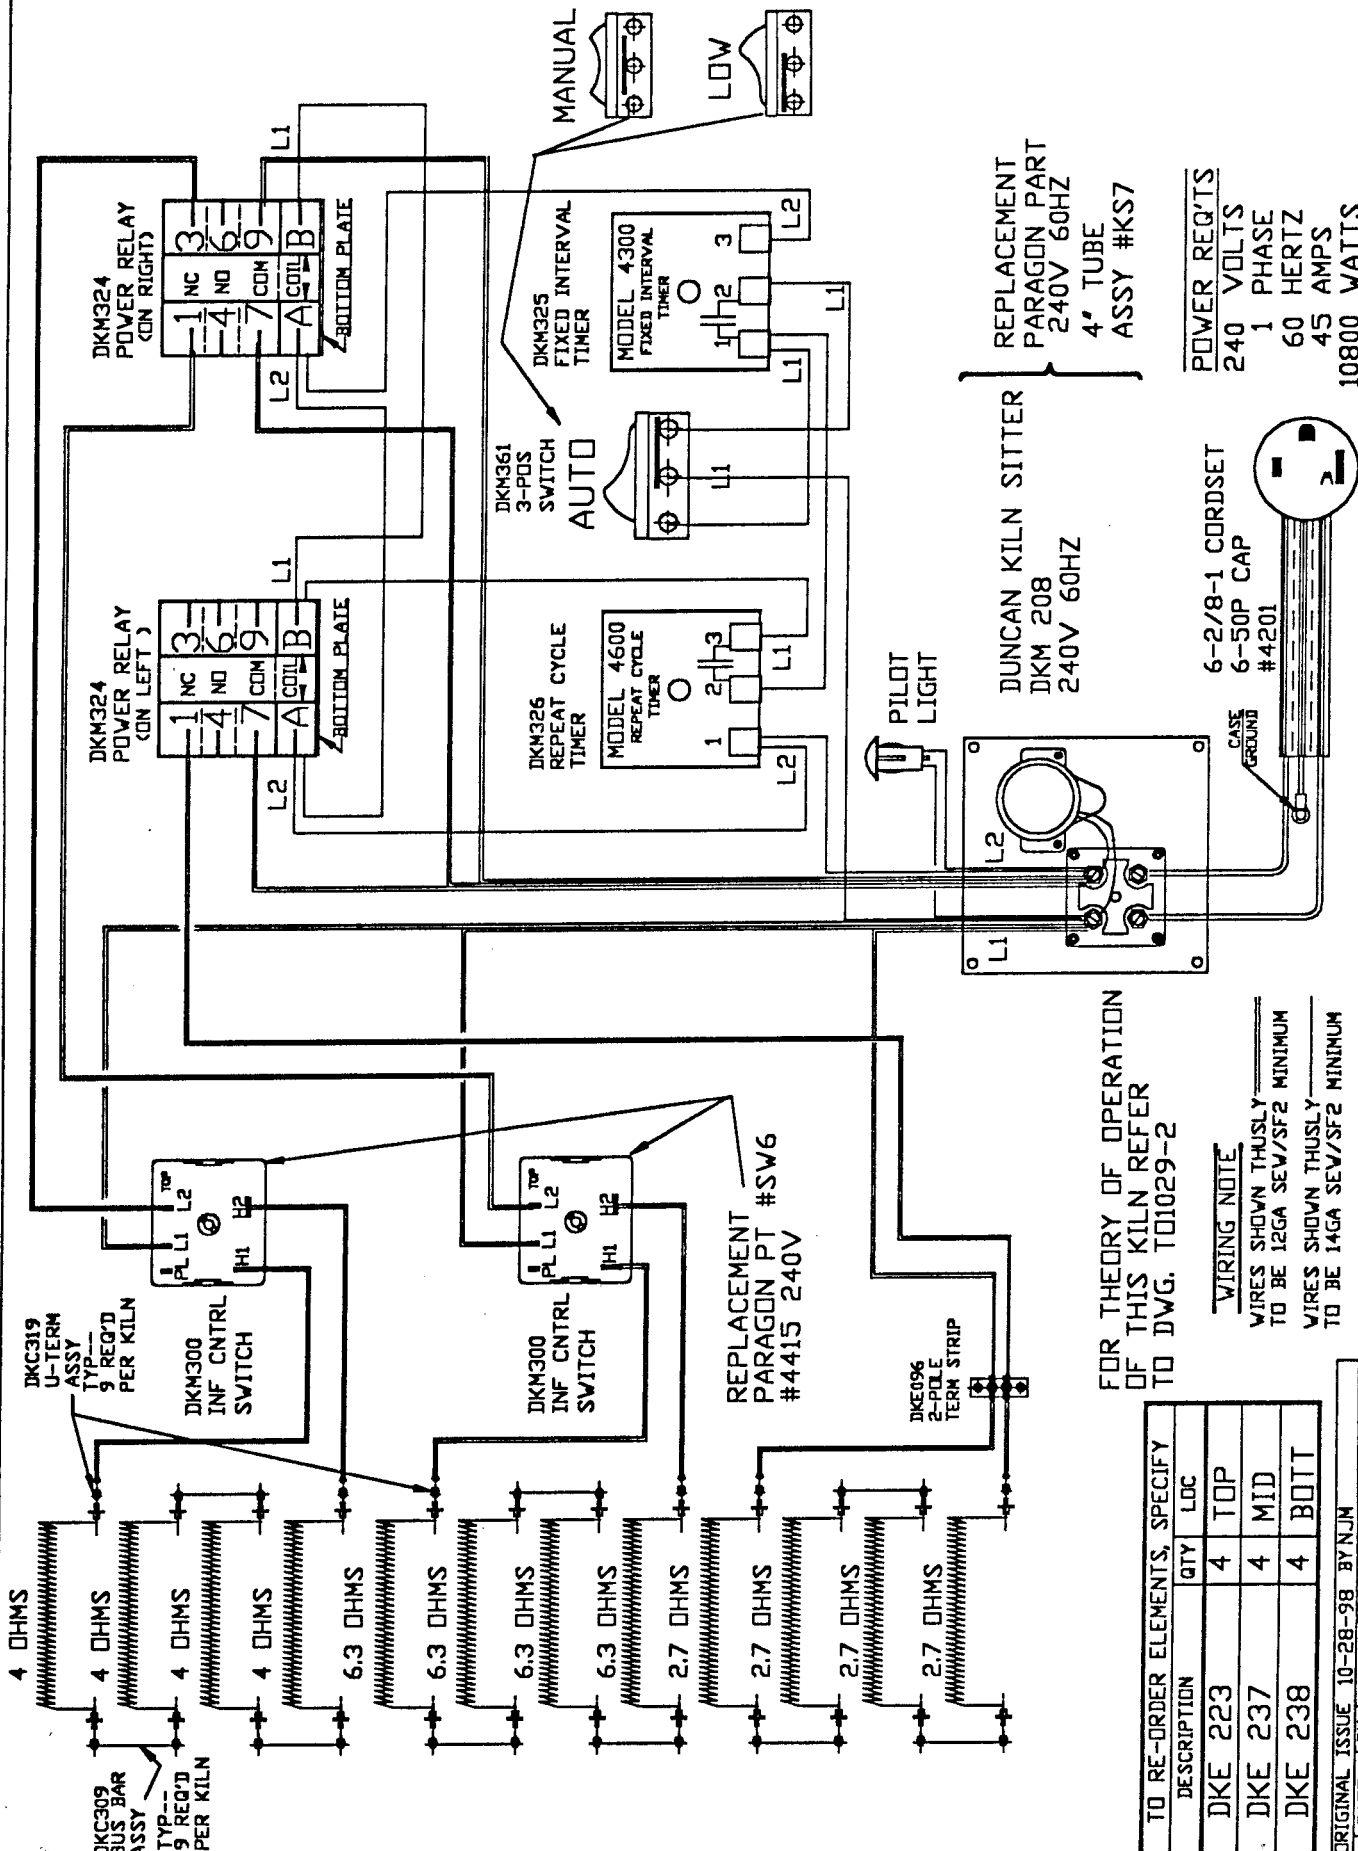 4 OHMS
4 OHMS
4 OHMS
4 OHMS
6.3 OHMS
6.3 OHMS
6.3 OHMS
6.3 OHMS
2.7 OHMS
2.7 OHMS
2.7 OHMS
2.7 OHMS
DKC309
BUS BAR
ASSY
TYP--
9 REQ'D
PER KILN
DKC319
U-TERM
ASSY
TYP--
9 REQ'D
PER KILN
DKM300
INF CNTRL
SWITCH
PL L1 L2
TOP
H1 H2
DKM300
INF CNTRL
SWITCH
PL L1 L2
TOP
H1 H2
REPLACEMENT
PARAGON PT #SW6
#4415 240V
DKE096
2-POLE
TERM STRIP
DKM324
POWER RELAY
(ON LEFT )
1 NC 3
4 NO 6
7 COM 9
A COIL B
BOTTOM PLATE
L2
L1
DKM324
POWER RELAY
(ON RIGHT)
1 NC 3
4 NO 6
7 COM 9
A COIL B
BOTTOM PLATE
L2
L1
DKM326
REPEAT CYCLE
TIMER
MODEL 4600
REPEAT CYCLE
TIMER
1 2 3
L2
L1
DKM361
3-POS
SWITCH
AUTO
L1
MANUAL
LOW
DKM325
FIXED INTERVAL
TIMER
MODEL 4300
FIXED INTERVAL
TIMER
1 2 3
L1
L1
L2
PILOT
LIGHT
L1
L2
DUNCAN KILN SITTER
DKM 208
240V 60HZ
REPLACEMENT
PARAGON PART
240V 60HZ
4" TUBE
ASSY #KS7
CASE
GROUND
6-2/8-1 CORDSET
6-50P CAP
#4201
POWER REQ'TS
240 VOLTS
1 PHASE
60 HERTZ
45 AMPS
10800 WATTS
FOR THEORY OF OPERATION
OF THIS KILN REFER
TO DWG. TO1029-2
WIRING NOTE
WIRES SHOWN THUSLY
TO BE 12GA SEW/SF2 MINIMUM
WIRES SHOWN THUSLY
TO BE 14GA SEW/SF2 MINIMUM
TO RE-ORDER ELEMENTS, SPECIFY
DESCRIPTION QTY LOC
DKE 223 4 TOP
DKE 237 4 MID
DKE 238 4 BOTT
ORIGINAL ISSUE 10-28-98 BY NJM